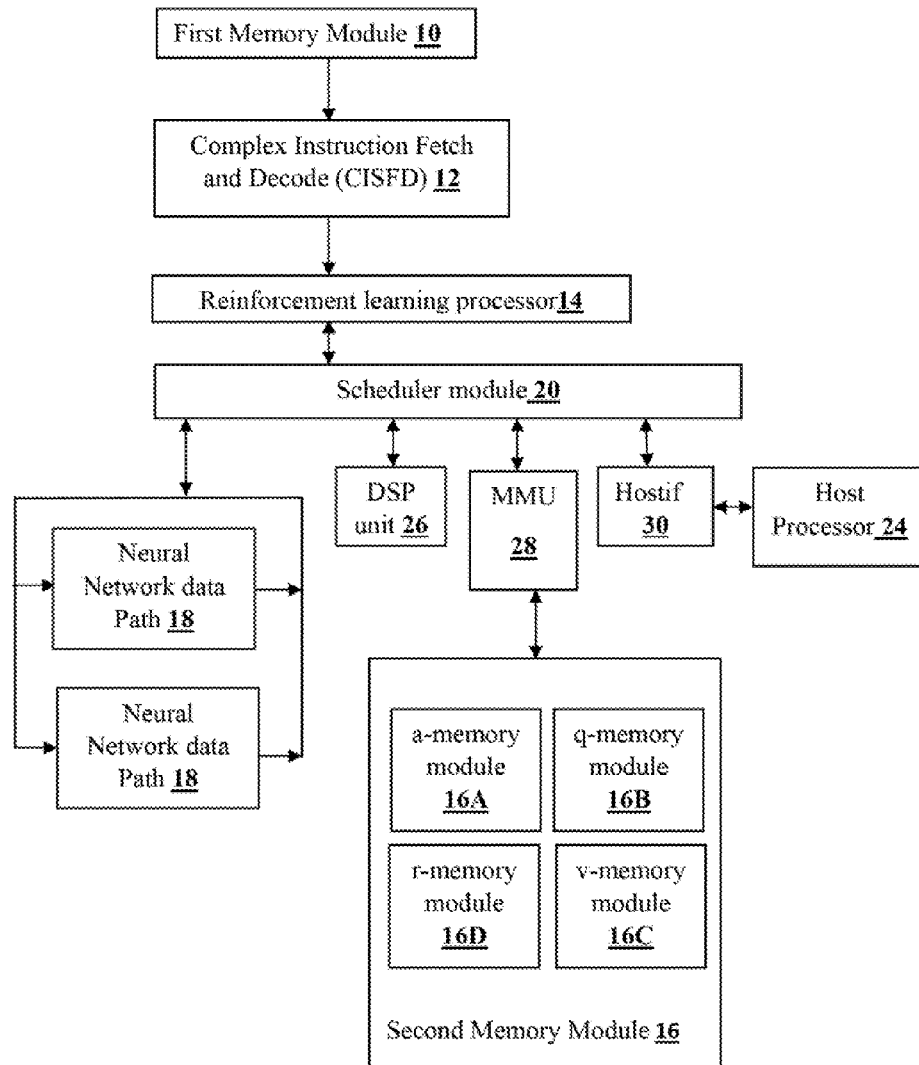 First Memory Module 10
Complex Instruction Fetch
and Decode (CISFD) 12
Reinforcement learning processor14
Scheduler module 20
DSP
unit 26
MMU
28
Hostif
30
Host
Processor 24
Neural
Network data
Path 18
Neural
Network data
Path 18
a-memory
module
16A
q-memory
module
16B
r-memory
module
16D
v-memory
module
16C
Second Memory Module 16